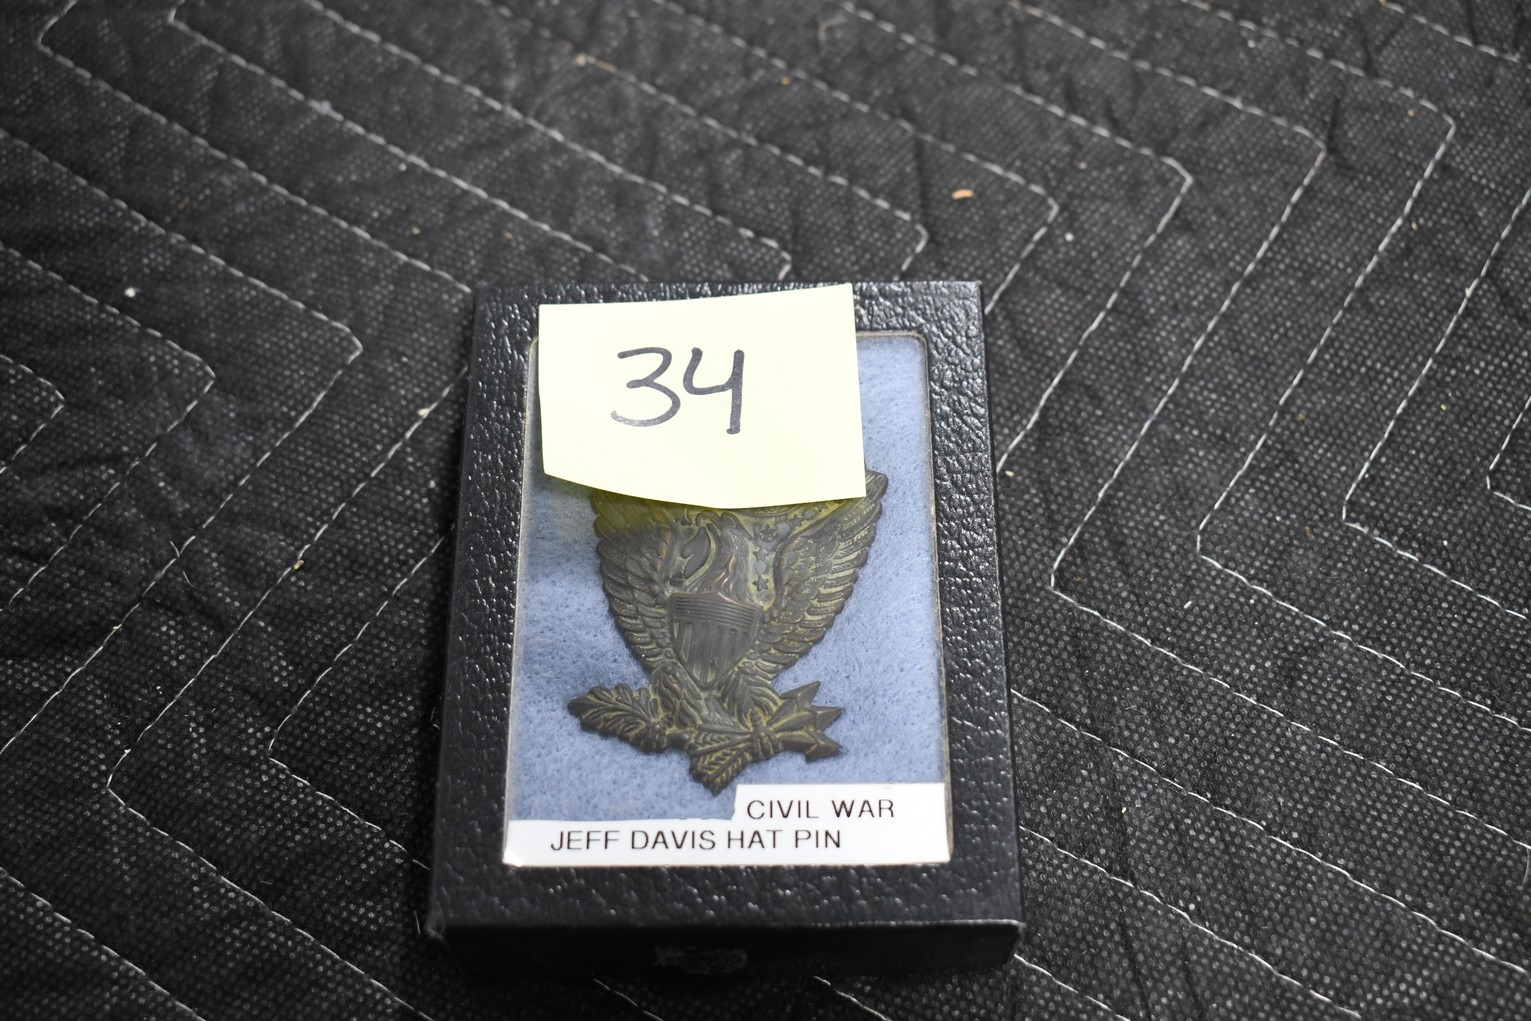 34
CIVIL WAR
JEFF DAVIS HAT PIN